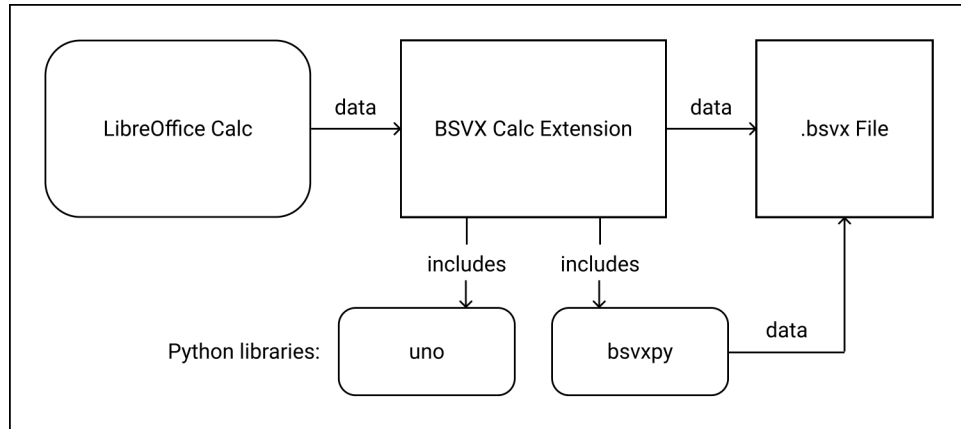 data
data
LibreOffice Calc
BSVX Calc Extension
.bsvx File
includes
includes
data
Python libraries:
uno
bsvxpy